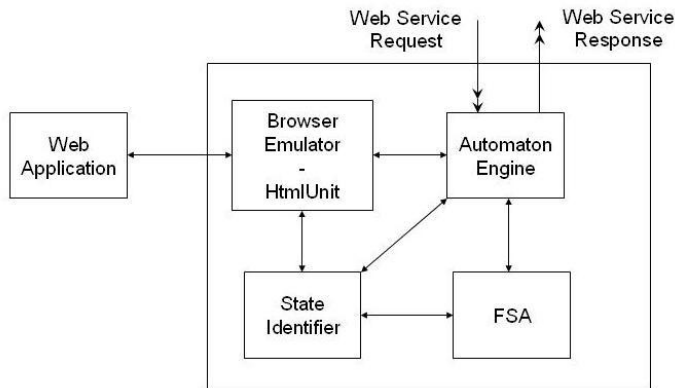 Web Service
Request
Web Service
Response
Web
Application
Browser
Emulator
-
HtmlUnit
Automaton
Engine
State
Identifier
FSA